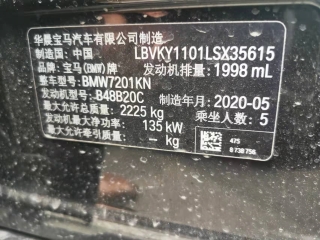 华晨宝马汽车有限公司制造
制造国:中国 LBVKY1101LSX35615
品牌:宝马(BMW)牌 发动机排量:1998 mL
整车型号:BMW7201KN
发动机型号:B48B20C 制造年月:2020-05
最大允许总质量:2225 kg 乘坐人数:5
发动机最大净功率:135 kW
最大允许牵引质量:— kg
475
8 738 756